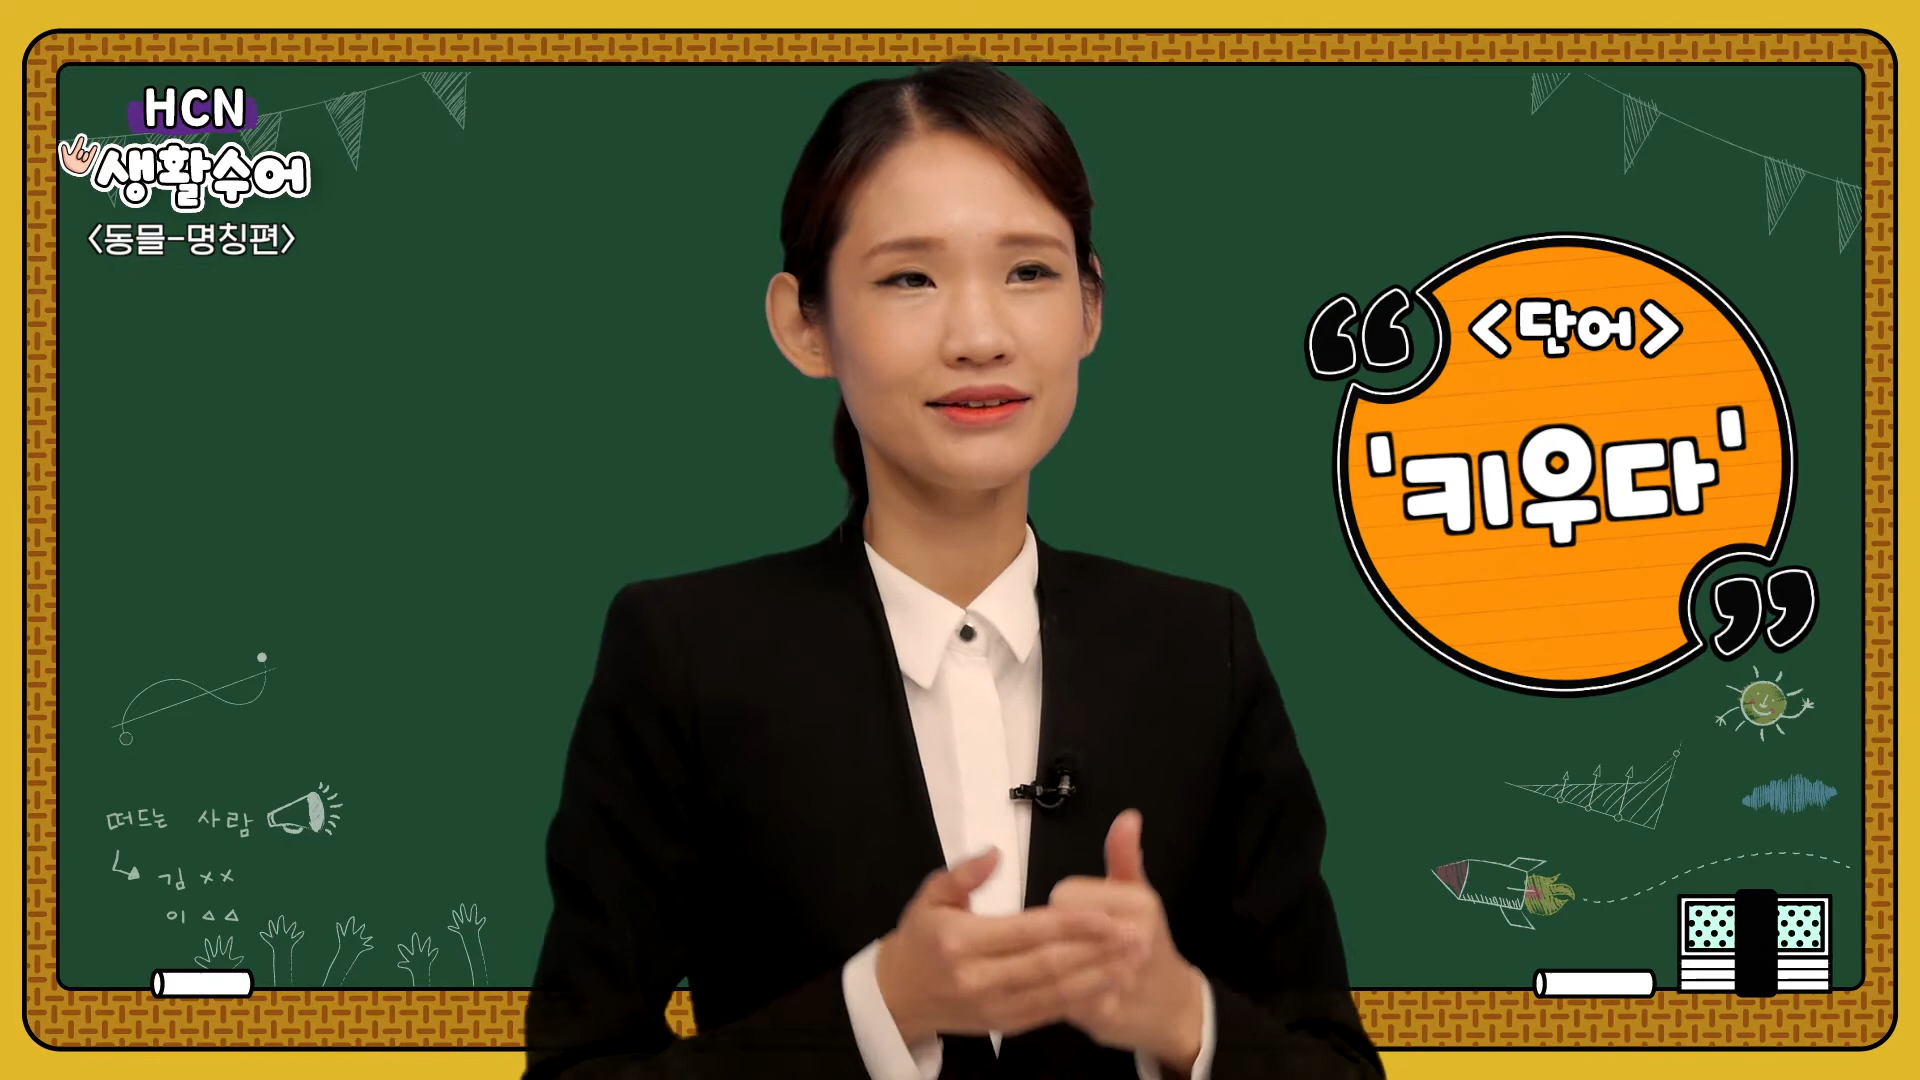 HCN
생활수어
<동물-명칭편>
<단어>
'키우다'
떠드는 사람
김 ××
이 △△